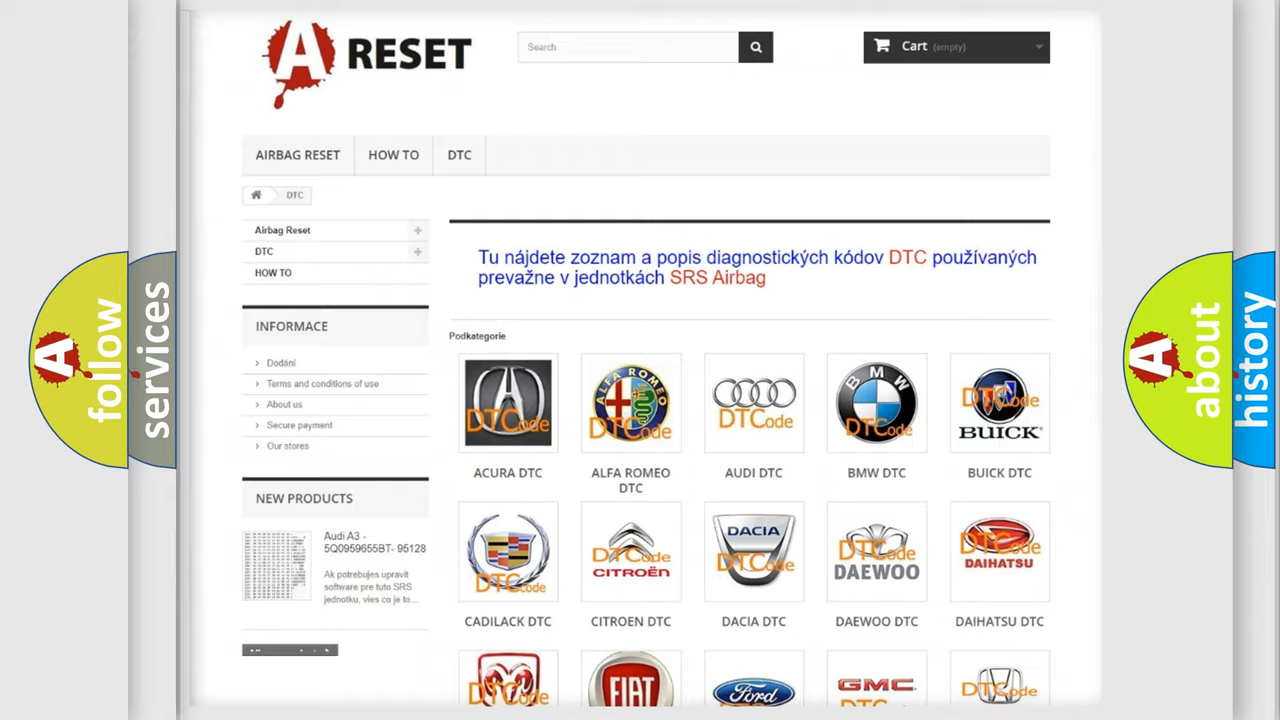 A RESET
Search
Cart (empty)
AIRBAG RESET
HOW TO
DTC
DTC
Airbag Reset
DTC
HOW TO
INFORMACE
Dodání
Terms and conditions of use
About us
Secure payment
Our stores
NEW PRODUCTS
Audi A3 -
5Q0959655BT- 95128
Ak potrebujes upravit
software pre tuto SRS
jednotku, vies co je to...
Tu nájdete zoznam a popis diagnostických kódov DTC používaných
prevažne v jednotkách SRS Airbag
Podkategorie
DTCode
ALFA ROMEO
DTCode
DTCode
BMW
DTCode
DTCode
BUICK
ACURA DTC
ALFA ROMEO
DTC
AUDI DTC
BMW DTC
BUICK DTC
DTCode
DTCode
CITROËN
DACIA
DTCode
DTCode
DAEWOO
DTCode
DAIHATSU
CADILACK DTC
CITROEN DTC
DACIA DTC
DAEWOO DTC
DAIHATSU DTC
DTCode
FIAT
Ford
GMC
DTCode
A follow
services
A about
history